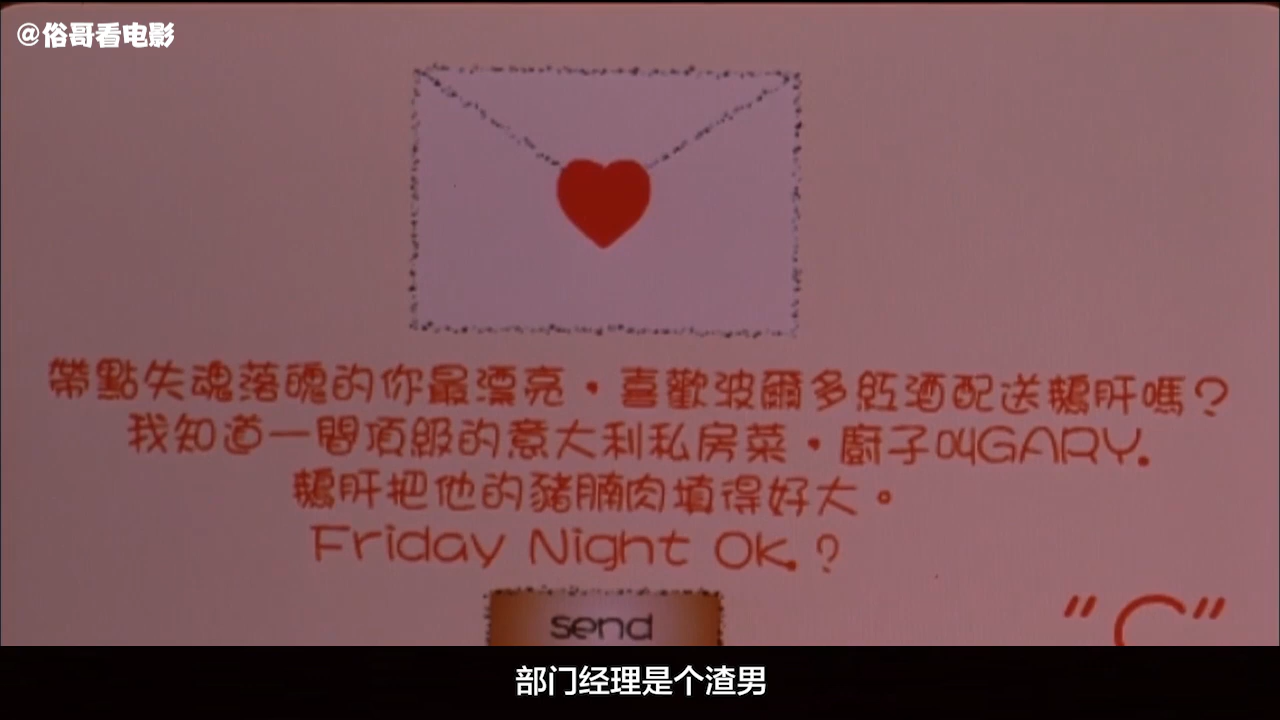 @俗哥看电影
帶點失魂落魄的你最漂亮·喜歡波爾多紅酒配送鵝肝嗎？
我知道一間頂級的意大利私房菜·廚子叫GARY.
鵝肝把他的豬腩肉填得好大。
Friday Night OK.?
send
"C"
部门经理是个渣男